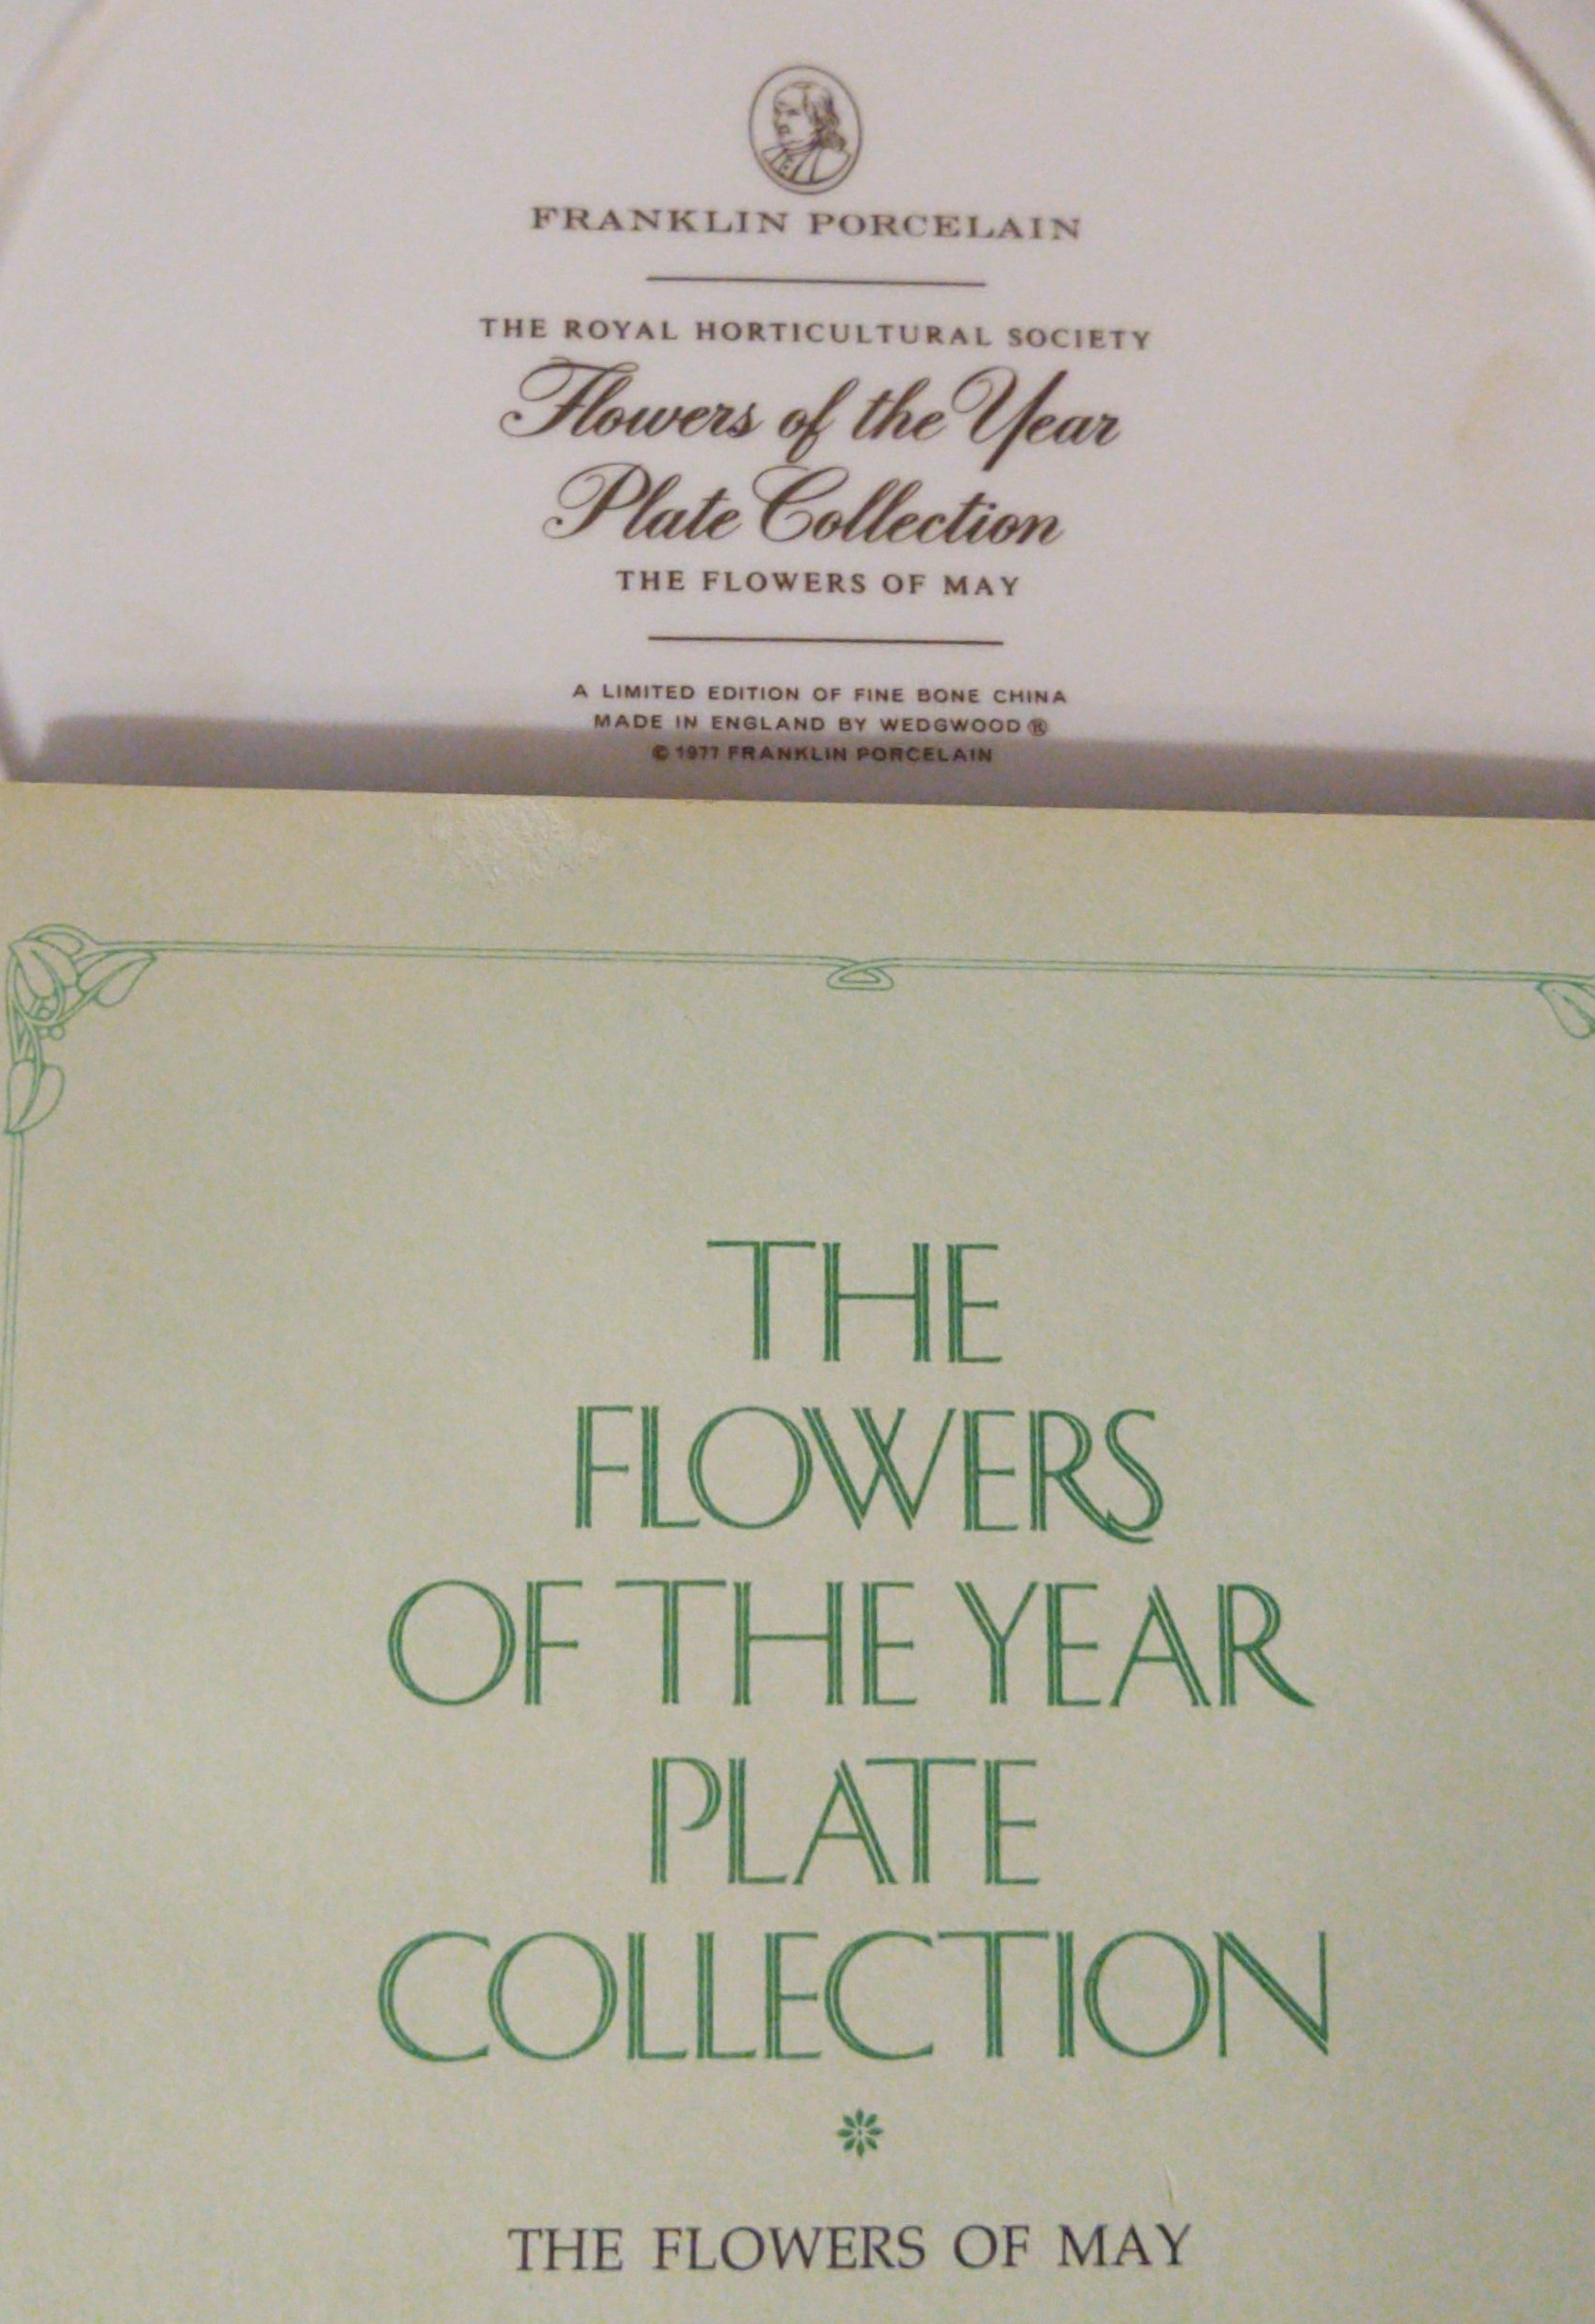 FRANKLIN PORCELAIN
THE ROYAL HORTICULTURAL SOCIETY
Flowers of the Year
Plate Collection
THE FLOWERS OF MAY
A LIMITED EDITION OF FINE BONE CHINA
MADE IN ENGLAND BY WEDGWOOD ®
© 1977 FRANKLIN PORCELAIN
THE
FLOWERS
OF THE YEAR
PLATE
COLLECTION
THE FLOWERS OF MAY